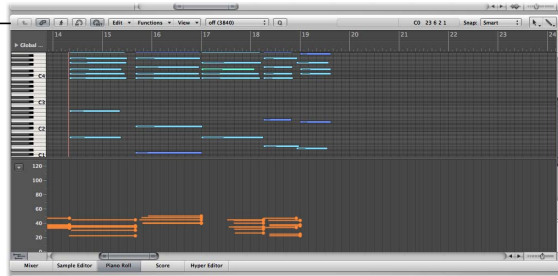 Edit Functions View off (3840) Q C0 23 6 2 1 Snap: Smart
Global ... 14 15 16 17 18 19 20 21 22 23 24
C4
C3
C2
C1
120
100
80
60
40
20
Mixer Sample Editor Piano Roll Score Hyper Editor